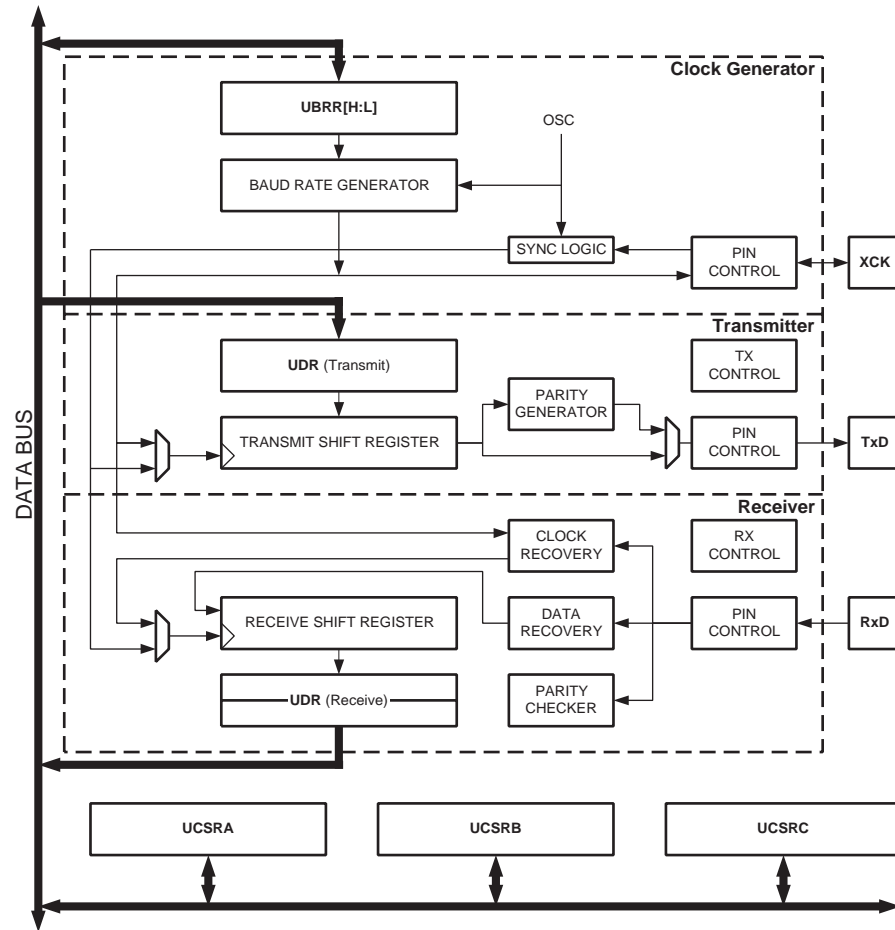 Clock Generator
UBRR[H:L]
OSC
BAUD RATE GENERATOR
SYNC LOGIC
PIN
CONTROL
XCK
Transmitter
UDR (Transmit)
TX
CONTROL
PARITY
GENERATOR
TRANSMIT SHIFT REGISTER
PIN
CONTROL
TxD
DATA BUS
Receiver
CLOCK
RECOVERY
RX
CONTROL
RECEIVE SHIFT REGISTER
DATA
RECOVERY
PIN
CONTROL
RxD
UDR (Receive)
PARITY
CHECKER
UCSRA
UCSRB
UCSRC